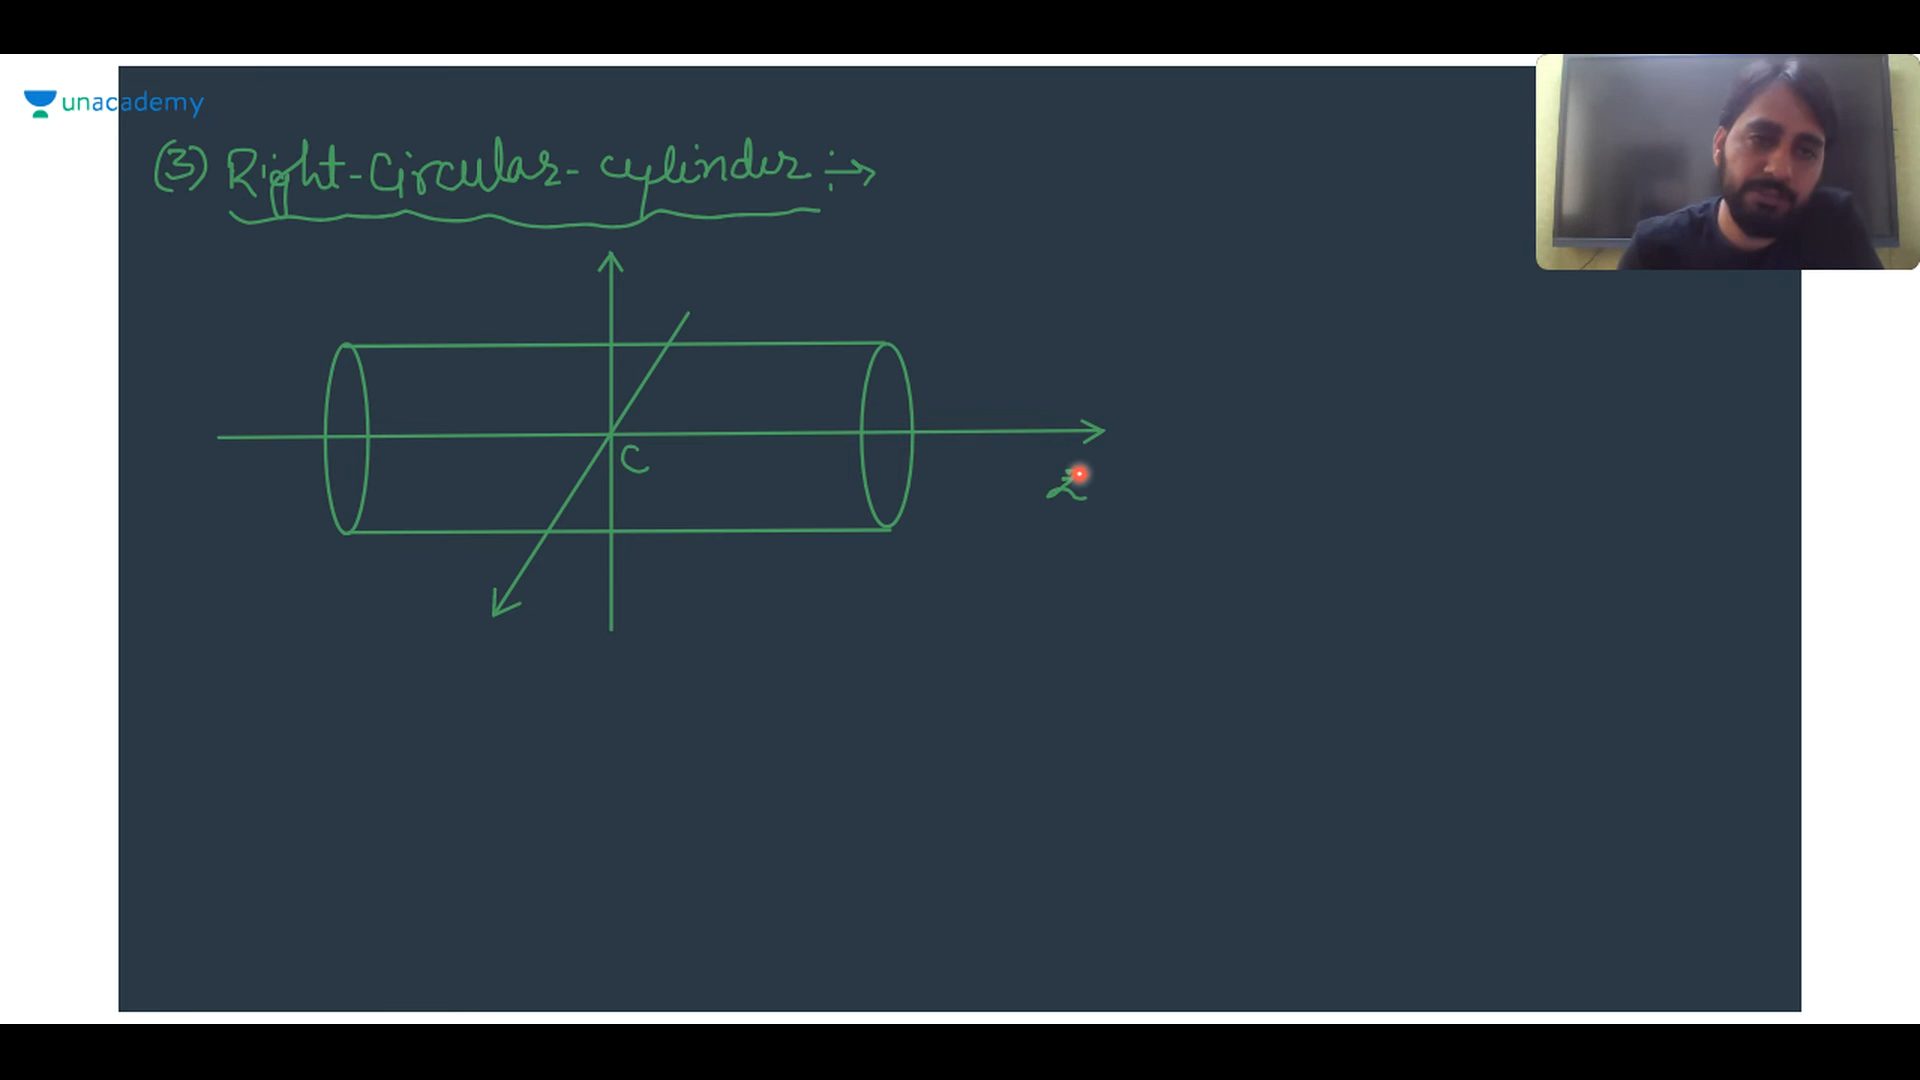 unacademy
(3) Right-Circular-cylinder :→
C
Z